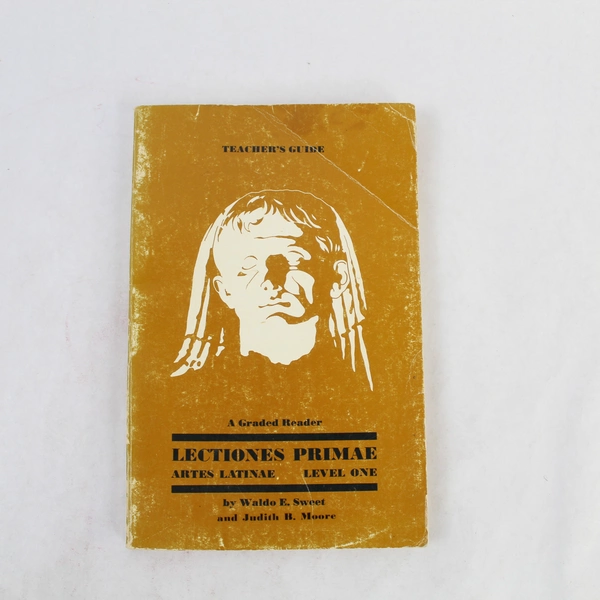 TEACHER'S GUIDE
A Graded Reader
LECTIONES PRIMAE
ARTES LATINAE LEVEL ONE
by Waldo E. Sweet
and Judith B. Moore